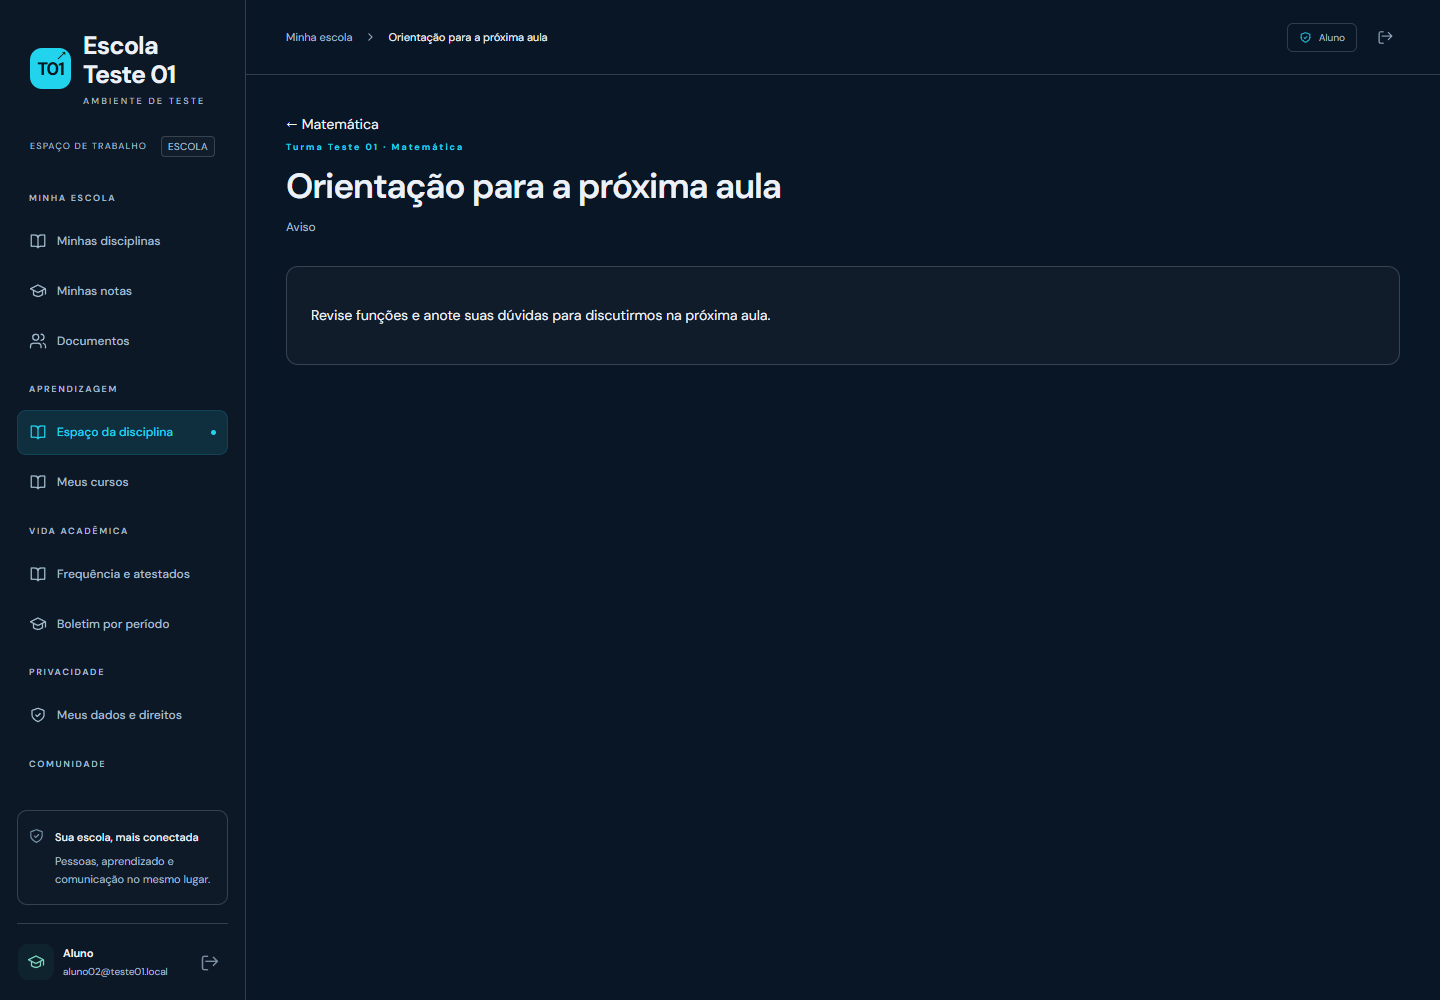 T01
Escola
Teste 01
AMBIENTE DE TESTE
ESPAÇO DE TRABALHO
ESCOLA
MINHA ESCOLA
Minhas disciplinas
Minhas notas
Documentos
APRENDIZAGEM
Espaço da disciplina
Meus cursos
VIDA ACADÊMICA
Frequência e atestados
Boletim por período
PRIVACIDADE
Meus dados e direitos
COMUNIDADE
Sua escola, mais conectada
Pessoas, aprendizado e
comunicação no mesmo lugar.
Aluno
aluno02@teste01.local
Minha escola > Orientação para a próxima aula
Aluno
← Matemática
Turma Teste 01 · Matemática
Orientação para a próxima aula
Aviso
Revise funções e anote suas dúvidas para discutirmos na próxima aula.